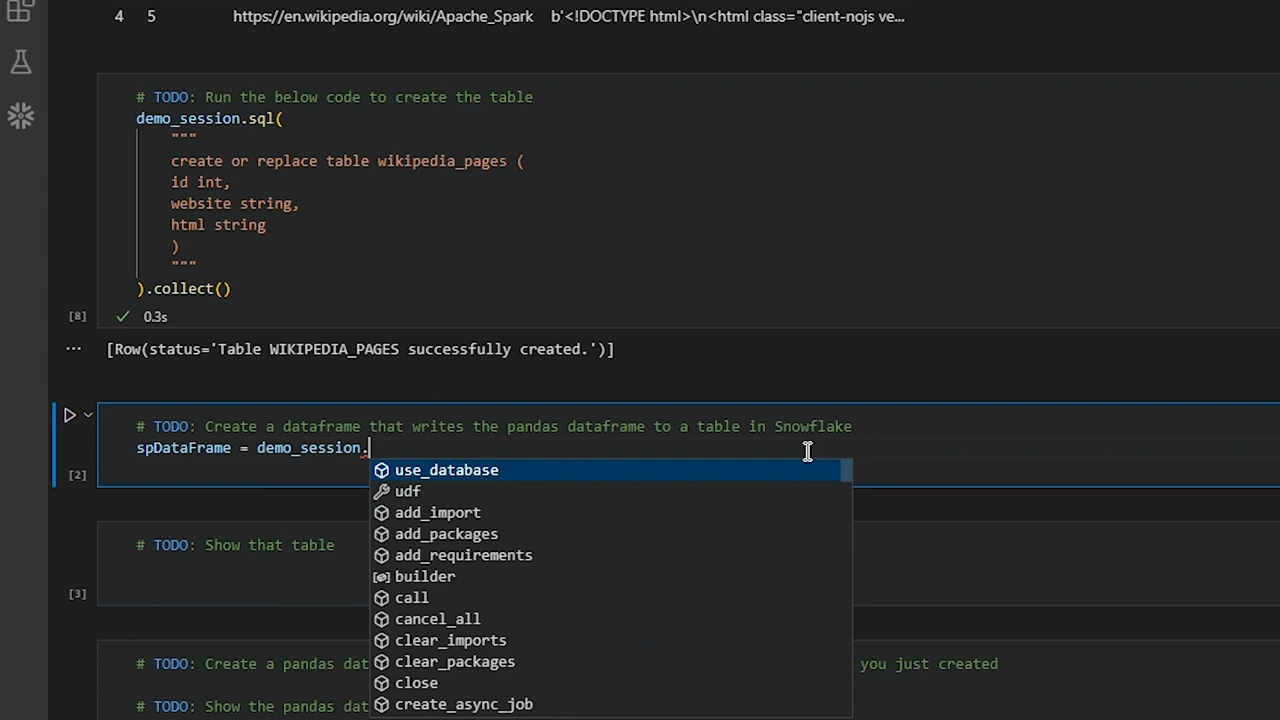 4 5 https://en.wikipedia.org/wiki/Apache_Spark b'<!DOCTYPE html>\n<html class="client-nojs ve...
# TODO: Run the below code to create the table
demo_session.sql(
"""
create or replace table wikipedia_pages (
id int,
website string,
html string
)
"""
).collect()
[8] 0.3s
... [Row(status='Table WIKIPEDIA_PAGES successfully created.')]
# TODO: Create a dataframe that writes the pandas dataframe to a table in Snowflake
spDataFrame = demo_session.
[2]
use_database
udf
add_import
add_packages
add_requirements
builder
call
cancel_all
clear_imports
clear_packages
close
create_async_job
# TODO: Show that table
[3]
# TODO: Create a pandas dat you just created
# TODO: Show the pandas dat